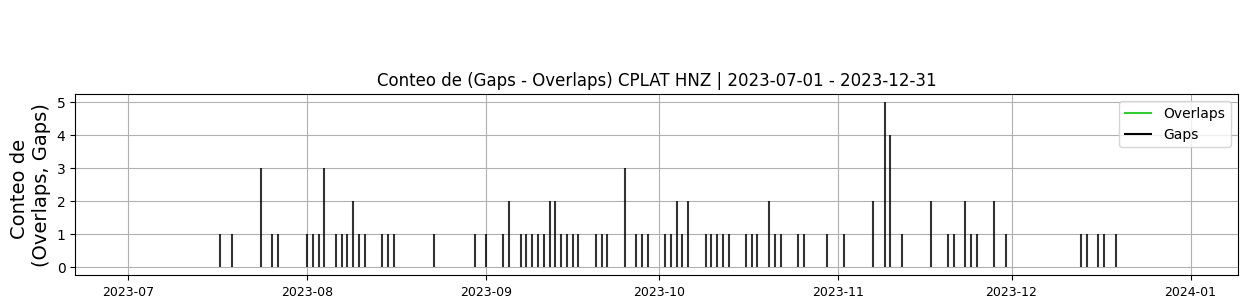 Conteo de (Gaps - Overlaps) CPLAT HNZ | 2023-07-01 - 2023-12-31
Conteo de
(Overlaps, Gaps)
5
4
3
2
1
0
Overlaps
Gaps
2023-07
2023-08
2023-09
2023-10
2023-11
2023-12
2024-01